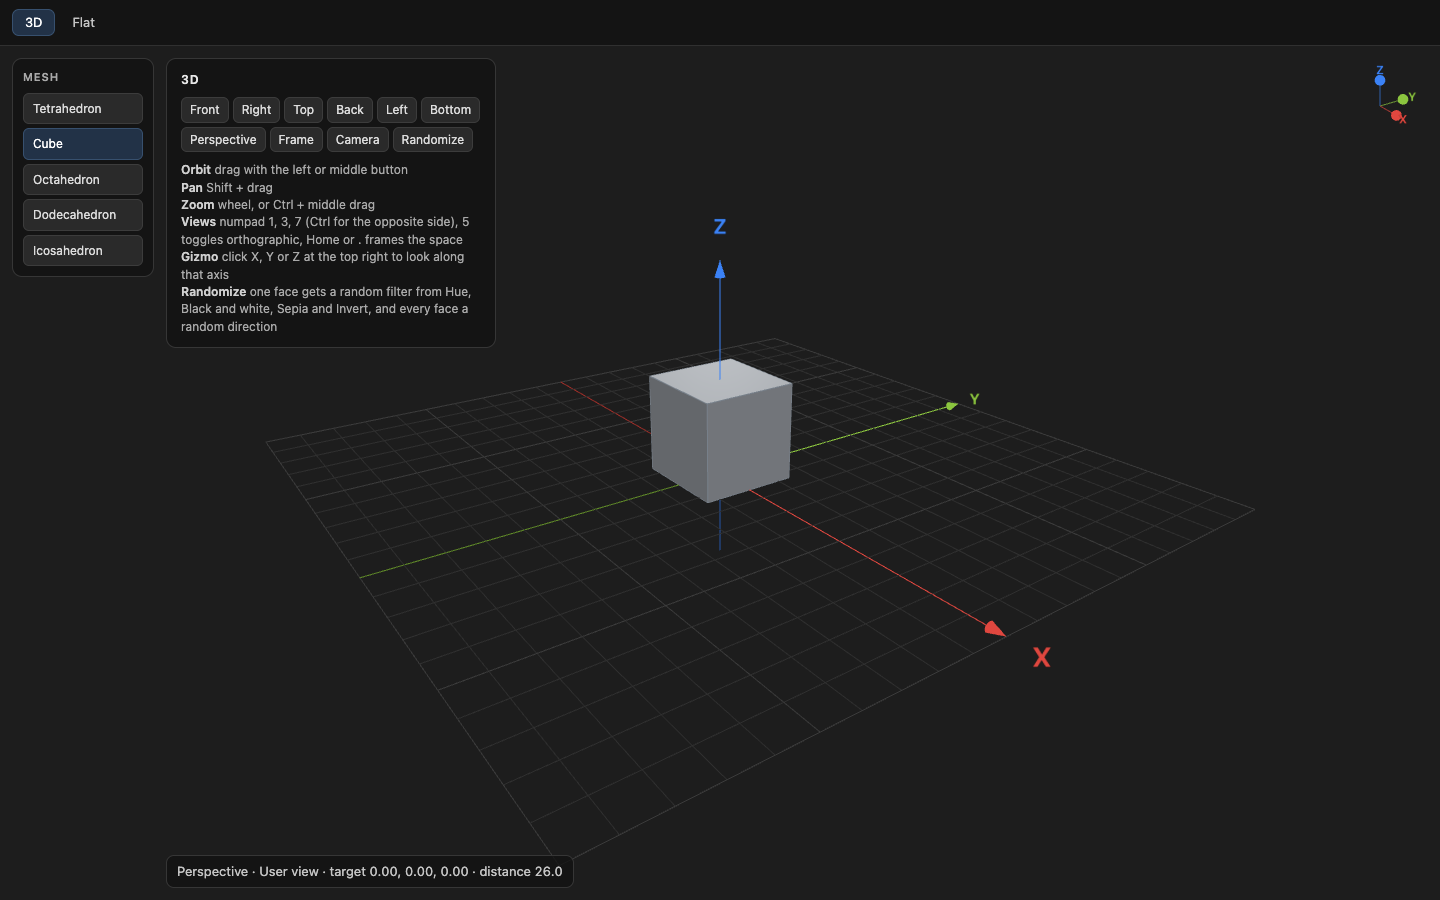 3D
Flat
MESH
Tetrahedron
Cube
Octahedron
Dodecahedron
Icosahedron
3D
Front Right Top Back Left Bottom
Perspective Frame Camera Randomize
Orbit drag with the left or middle button
Pan Shift + drag
Zoom wheel, or Ctrl + middle drag
Views numpad 1, 3, 7 (Ctrl for the opposite side), 5
toggles orthographic, Home or . frames the space
Gizmo click X, Y or Z at the top right to look along
that axis
Randomize one face gets a random filter from Hue,
Black and white, Sepia and Invert, and every face a
random direction
Z
Y
X
Z
Y
X
Perspective · User view · target 0.00, 0.00, 0.00 · distance 26.0